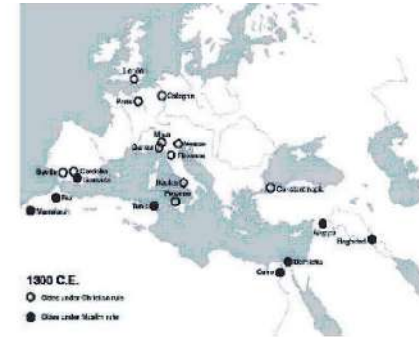 London
Paris
Cologne
Milan
Venice
Genoa
Florence
Seville
Cordoba
Granada
Naples
Palermo
Constantinople
Fez
Marrakesh
Tunis
Aleppo
Baghdad
Damietta
Cairo
1300 C.E.
Cities under Christian rule
Cities under Muslim rule